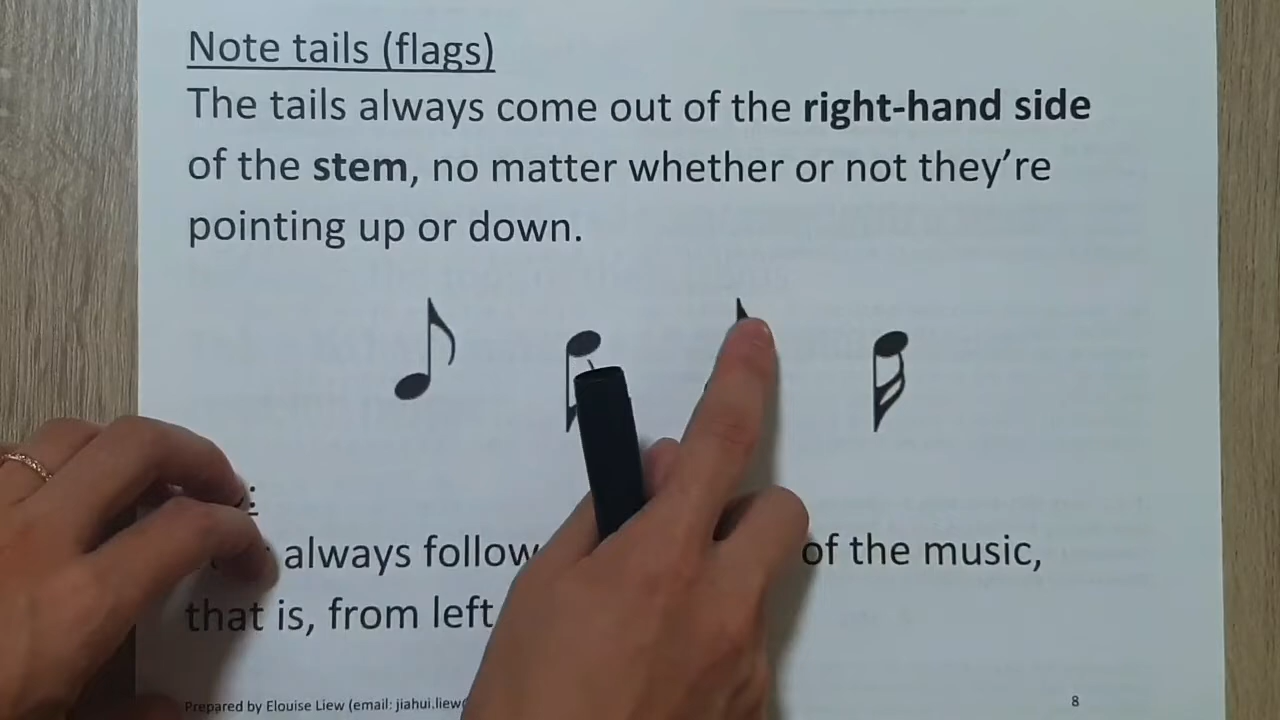 Note tails (flags)
The tails always come out of the right-hand side
of the stem, no matter whether or not they're
pointing up or down.
always follow of the music,
that is, from left
Prepared by Elouise Liew (email: jiahui.liew
8